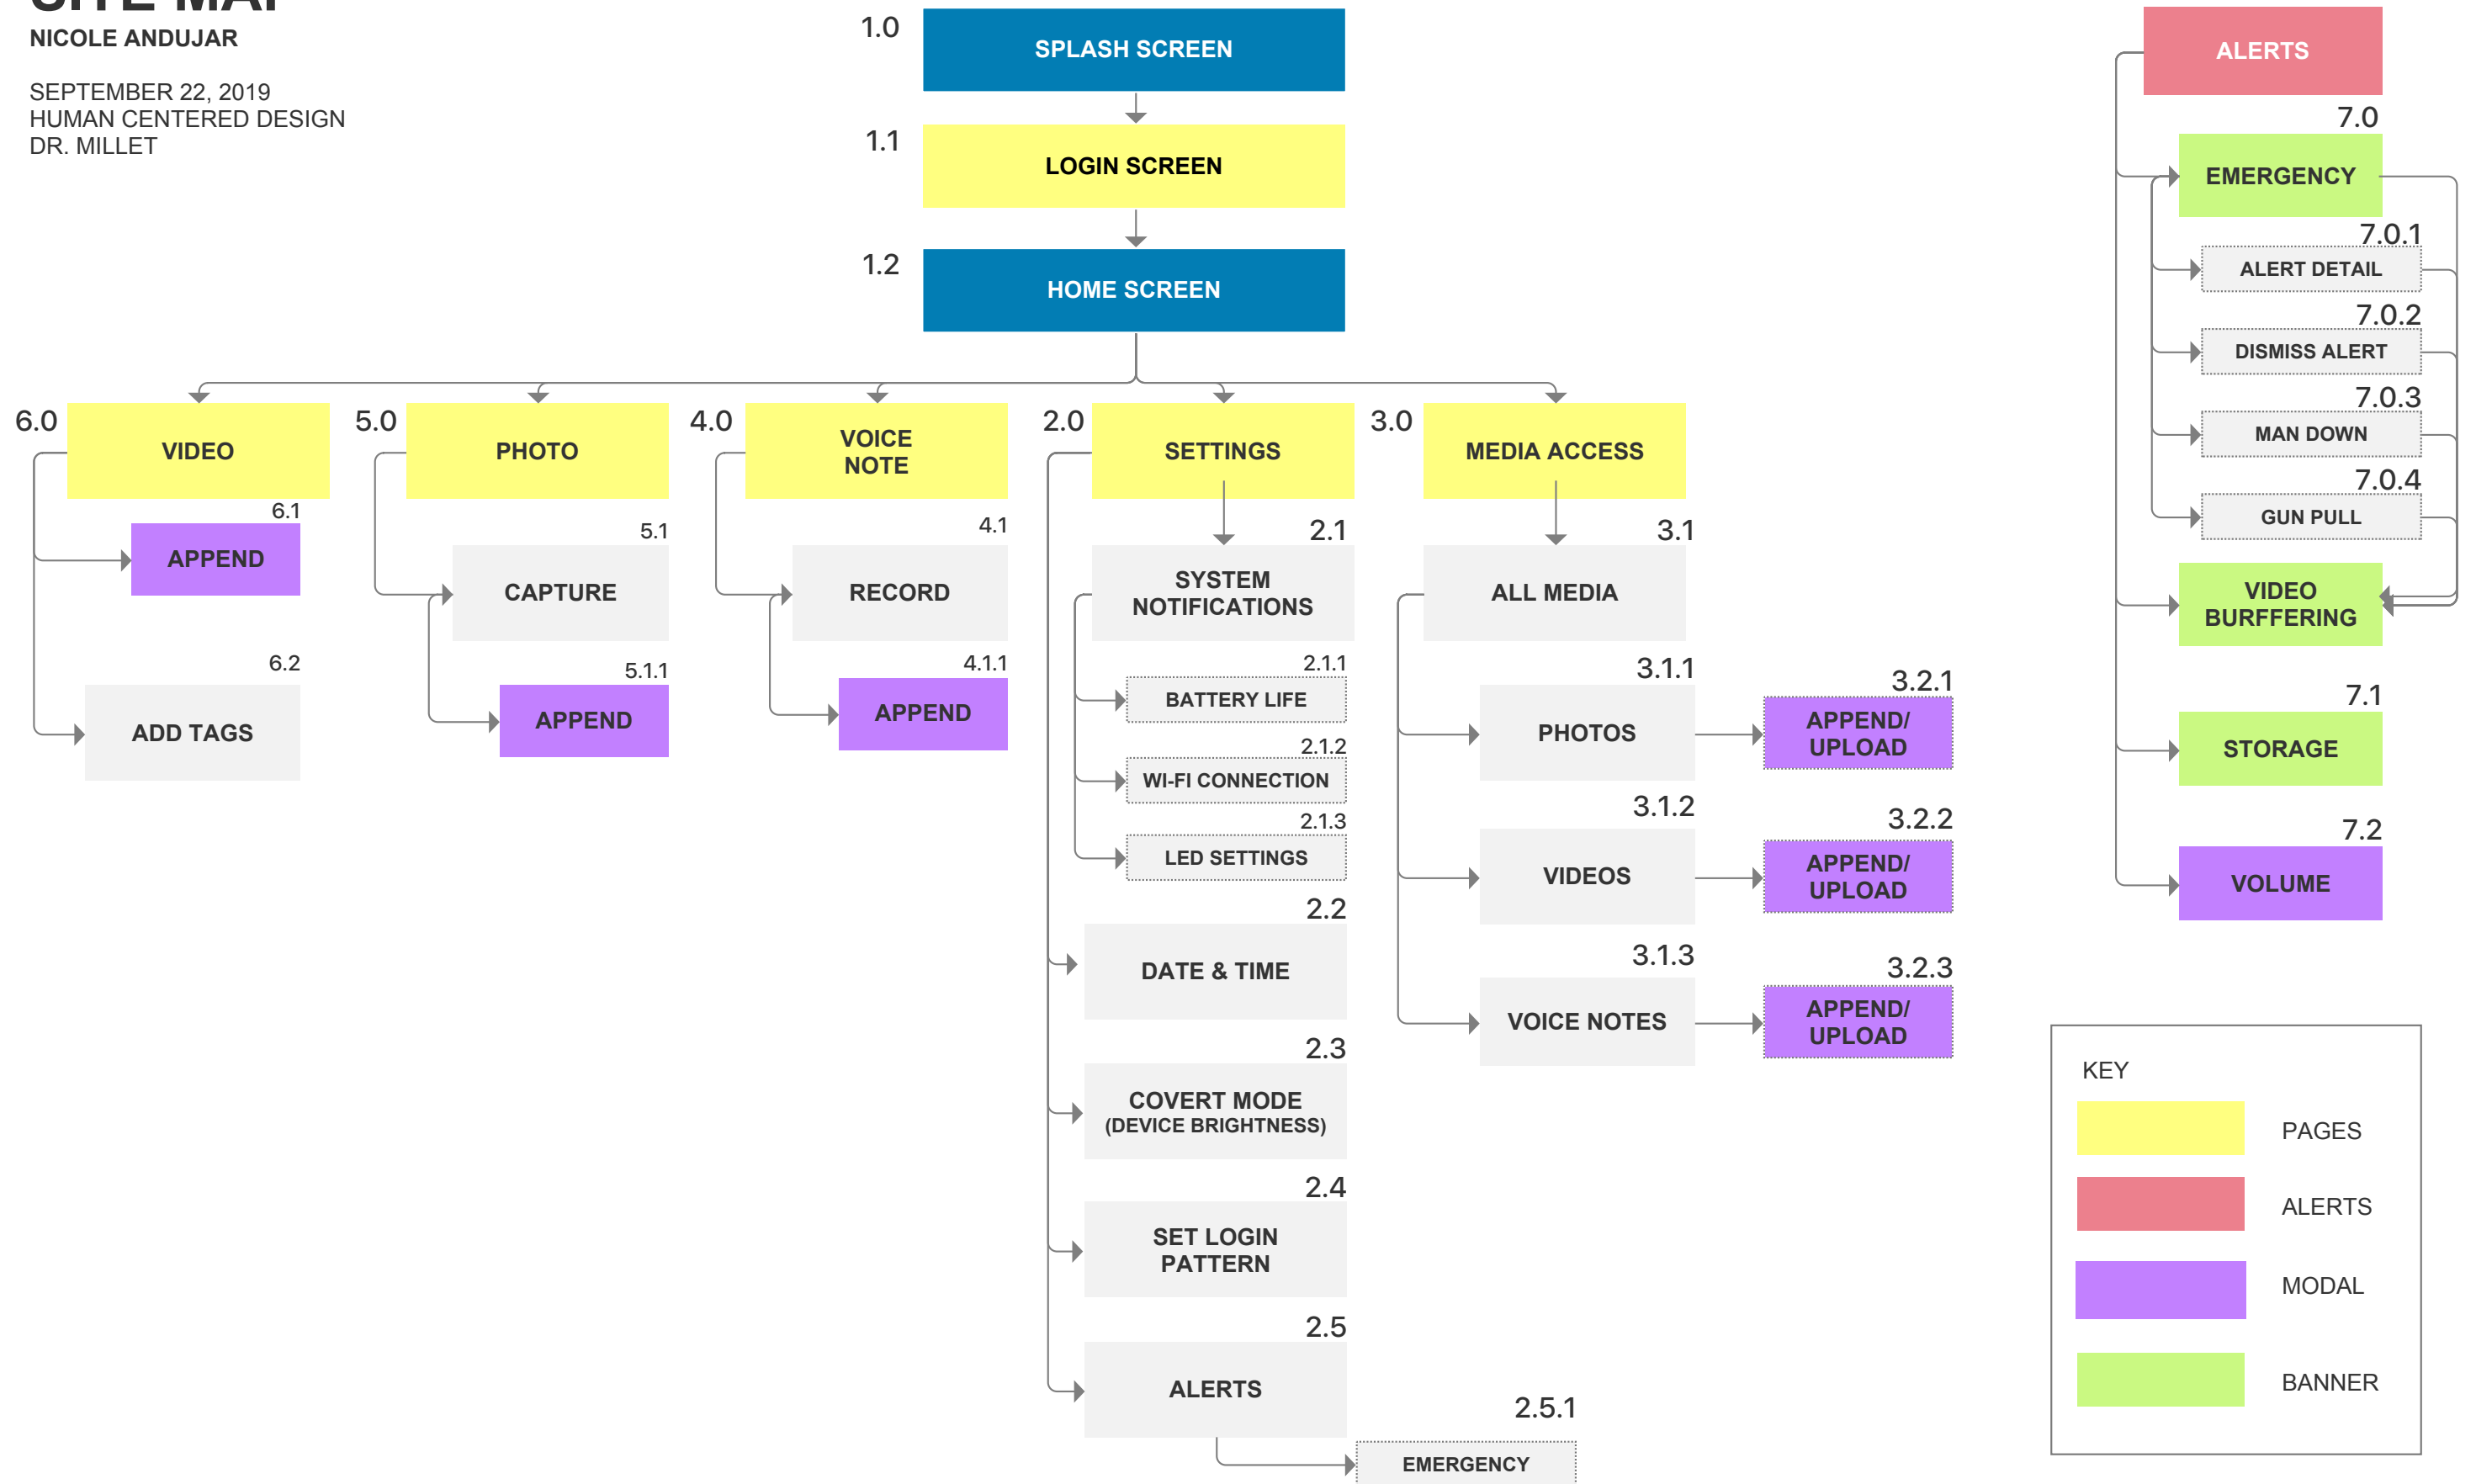 SITE MAP
NICOLE ANDUJAR
SEPTEMBER 22, 2019
HUMAN CENTERED DESIGN
DR. MILLET
1.0
SPLASH SCREEN
1.1
LOGIN SCREEN
1.2
HOME SCREEN
6.0
VIDEO
6.1
APPEND
6.2
ADD TAGS
5.0
PHOTO
5.1
CAPTURE
5.1.1
APPEND
4.0
VOICE
NOTE
4.1
RECORD
4.1.1
APPEND
2.0
SETTINGS
2.1
SYSTEM
NOTIFICATIONS
2.1.1
BATTERY LIFE
2.1.2
WI-FI CONNECTION
2.1.3
LED SETTINGS
2.2
DATE & TIME
2.3
COVERT MODE
(DEVICE BRIGHTNESS)
2.4
SET LOGIN
PATTERN
2.5
ALERTS
2.5.1
EMERGENCY
3.0
MEDIA ACCESS
3.1
ALL MEDIA
3.1.1
PHOTOS
3.2.1
APPEND/
UPLOAD
3.1.2
VIDEOS
3.2.2
APPEND/
UPLOAD
3.1.3
VOICE NOTES
3.2.3
APPEND/
UPLOAD
ALERTS
7.0
EMERGENCY
7.0.1
ALERT DETAIL
7.0.2
DISMISS ALERT
7.0.3
MAN DOWN
7.0.4
GUN PULL
VIDEO
BURFFERING
7.1
STORAGE
7.2
VOLUME
KEY
PAGES
ALERTS
MODAL
BANNER